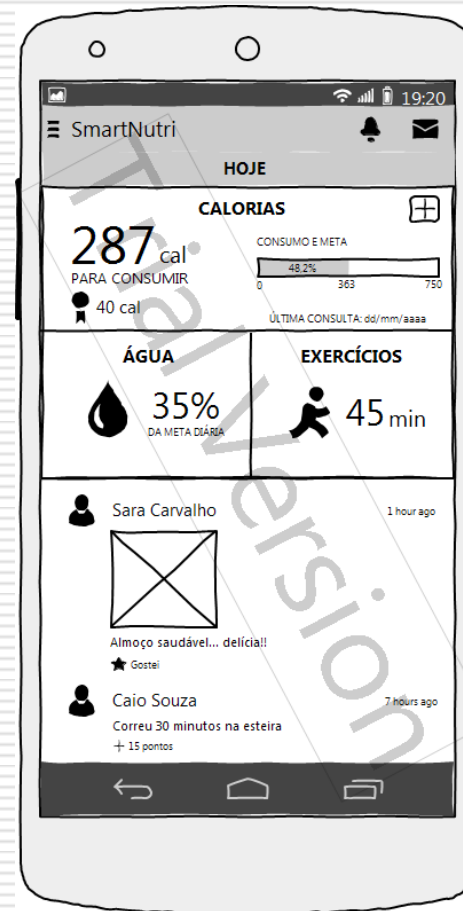 19:20
SmartNutri
HOJE
CALORIAS
287 cal
PARA CONSUMIR
40 cal
CONSUMO E META
48,2%
0 363 750
ÚLTIMA CONSULTA: dd/mm/aaaa
ÁGUA
35%
DA META DIÁRIA
EXERCÍCIOS
45 min
Sara Carvalho 1 hour ago
Almoço saudável... delícia!!
Gostei
Caio Souza 7 hours ago
Correu 30 minutos na esteira
+ 15 pontos
Trial Version